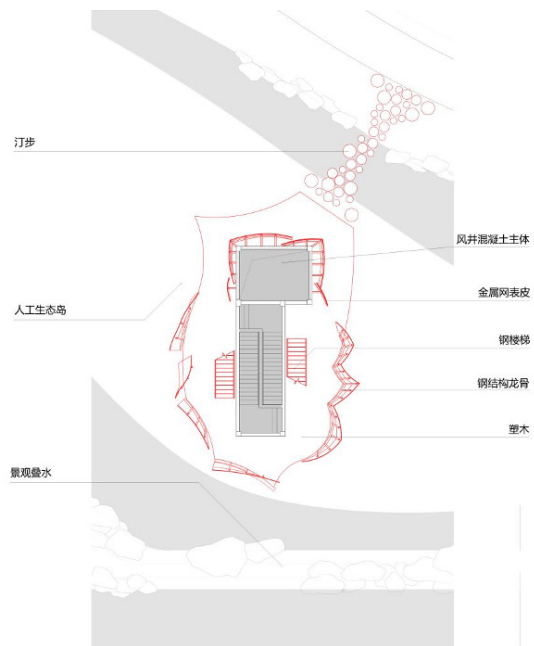 汀步
风井混凝土主体
金属网表皮
人工生态岛
钢楼梯
钢结构龙骨
塑木
景观叠水